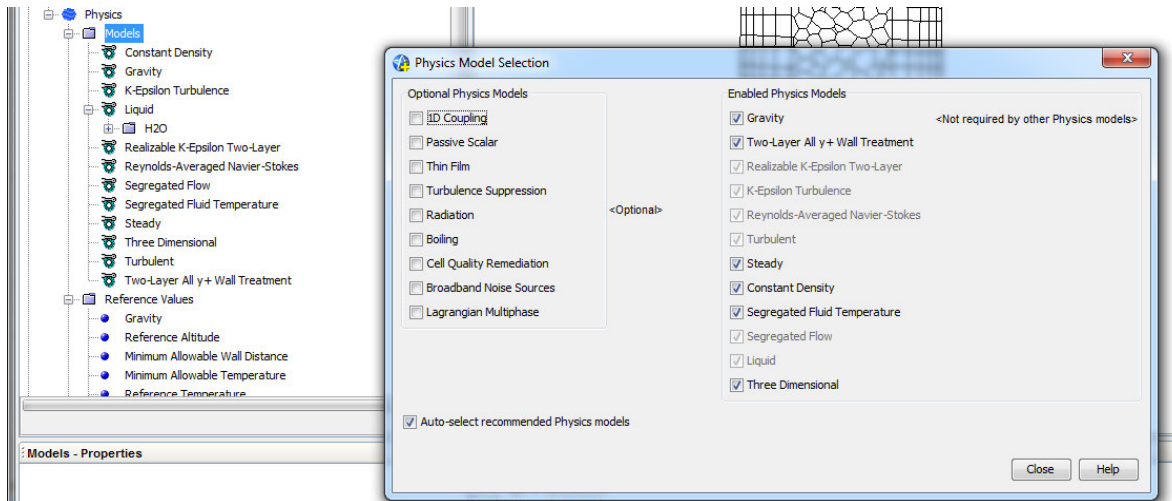 Physics
Models
Constant Density
Gravity
K-Epsilon Turbulence
Liquid
H2O
Realizable K-Epsilon Two-Layer
Reynolds-Averaged Navier-Stokes
Segregated Flow
Segregated Fluid Temperature
Steady
Three Dimensional
Turbulent
Two-Layer All y+ Wall Treatment
Reference Values
Gravity
Reference Altitude
Minimum Allowable Wall Distance
Minimum Allowable Temperature
Reference Temperature
Models - Properties
Physics Model Selection
Optional Physics Models
1D Coupling
Passive Scalar
Thin Film
Turbulence Suppression
Radiation
Boiling
Cell Quality Remediation
Broadband Noise Sources
Lagrangian Multiphase
<Optional>
Enabled Physics Models
Gravity <Not required by other Physics models>
Two-Layer All y+ Wall Treatment
Realizable K-Epsilon Two-Layer
K-Epsilon Turbulence
Reynolds-Averaged Navier-Stokes
Turbulent
Steady
Constant Density
Segregated Fluid Temperature
Segregated Flow
Liquid
Three Dimensional
Auto-select recommended Physics models
Close Help